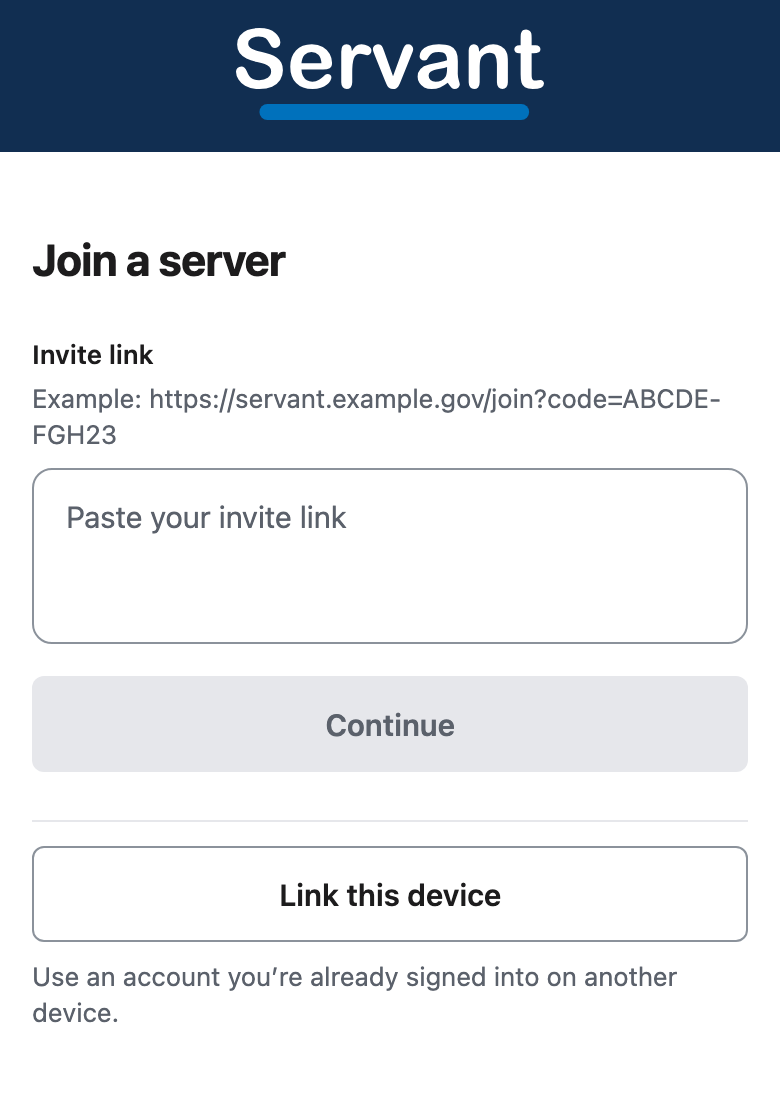 Servant
Join a server
Invite link
Example: https://servant.example.gov/join?code=ABCDE-
FGH23
Paste your invite link
Continue
Link this device
Use an account you’re already signed into on another
device.